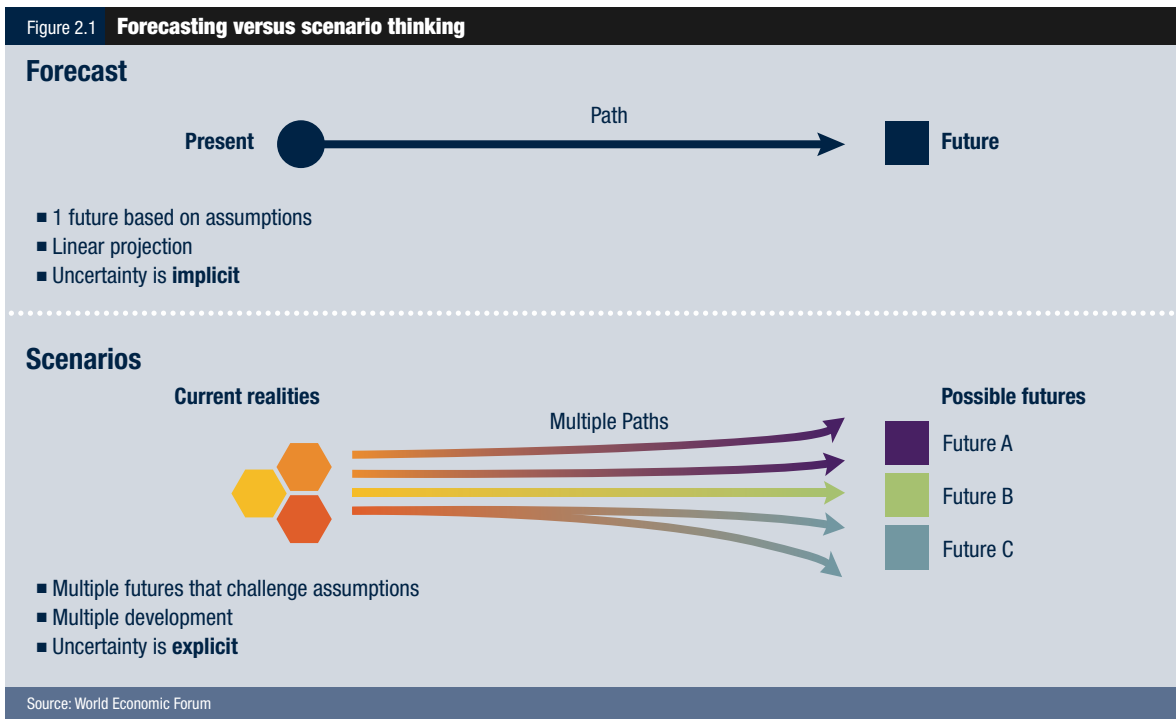 Figure 2.1 Forecasting versus scenario thinking
Forecast
Path
Present
Future
■ 1 future based on assumptions
■ Linear projection
■ Uncertainty is implicit
Scenarios
Current realities
Multiple Paths
Possible futures
Future A
Future B
Future C
■ Multiple futures that challenge assumptions
■ Multiple development
■ Uncertainty is explicit
Source: World Economic Forum